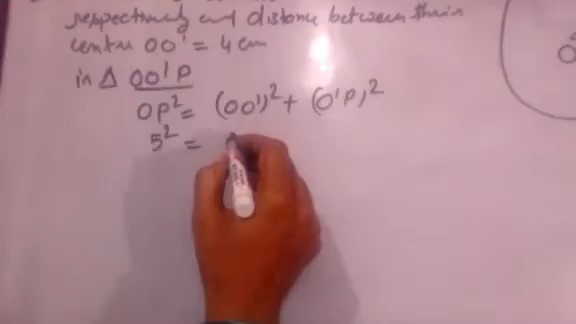 respectively and distance between their
centre OO' = 4 cm
in Δ OO'P
OP² = (OO')² + (O'P)²
5² =
O